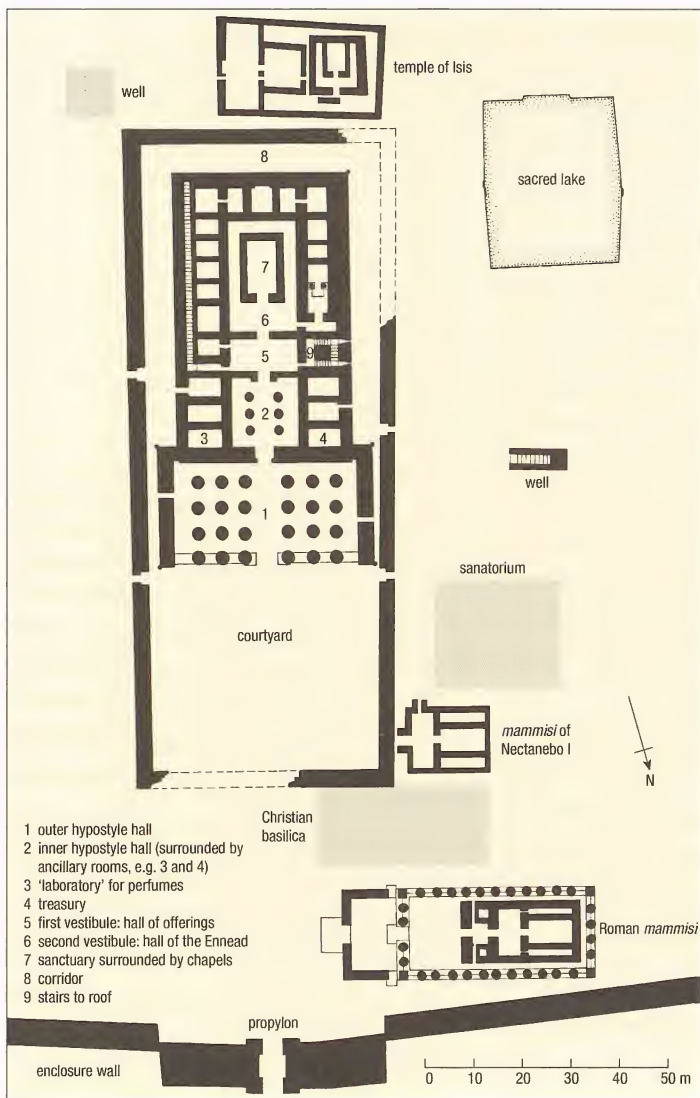 temple of Isis
well
8
sacred lake
7
6
5
9
2
3
4
1
well
sanatorium
courtyard
mammisi of
Nectanebo I
N
Christian
basilica
1 outer hypostyle hall
2 inner hypostyle hall (surrounded by
ancillary rooms, e.g. 3 and 4)
3 ‘laboratory’ for perfumes
4 treasury
5 first vestibule: hall of offerings
6 second vestibule: hall of the Ennead
7 sanctuary surrounded by chapels
8 corridor
9 stairs to roof
Roman mammisi
propylon
enclosure wall
0 10 20 30 40 50 m